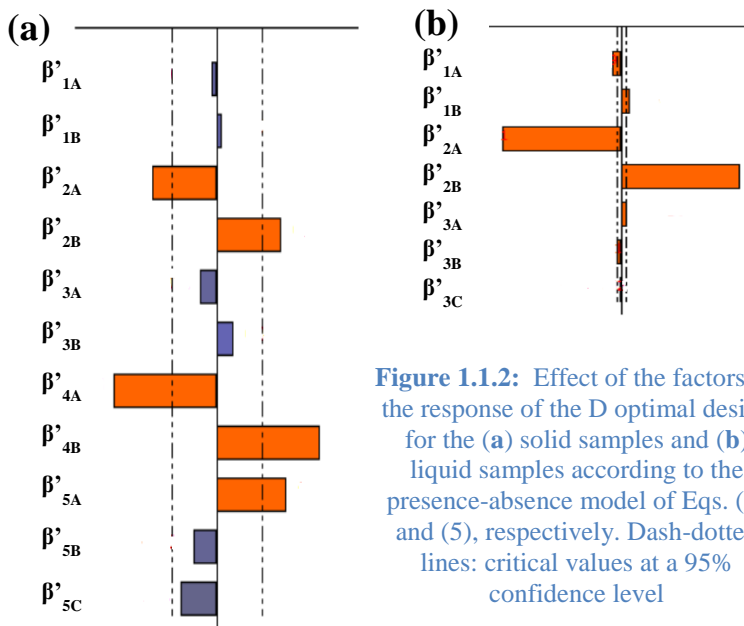 (a)
β'1A
β'1B
β'2A
β'2B
β'3A
β'3B
β'4A
β'4B
β'5A
β'5B
β'5C
(b)
β'1A
β'1B
β'2A
β'2B
β'3A
β'3B
β'3C
Figure 1.1.2: Effect of the factors
the response of the D optimal desi
for the (a) solid samples and (b)
liquid samples according to the
presence-absence model of Eqs. (
and (5), respectively. Dash-dotte
lines: critical values at a 95%
confidence level